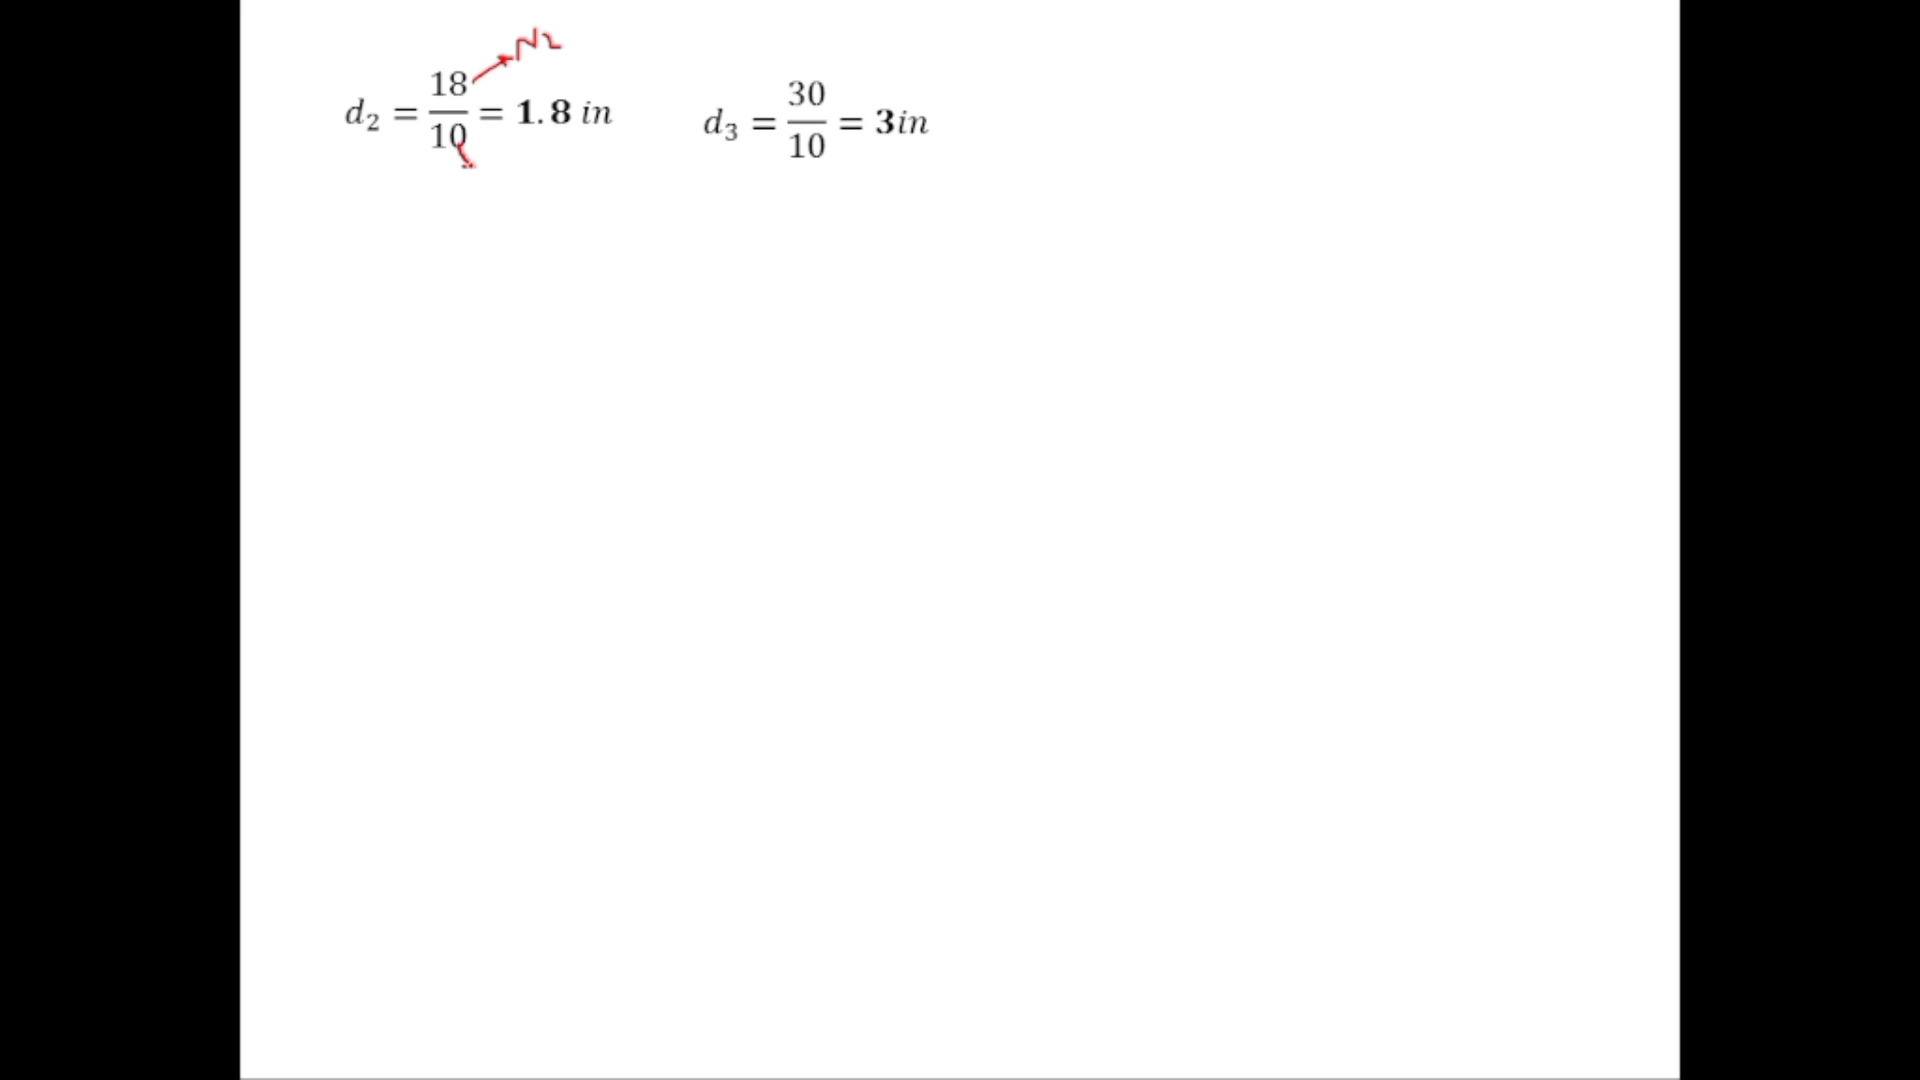 N2
d₂ = 18/10 = 1.8 in
d₃ = 30/10 = 3in